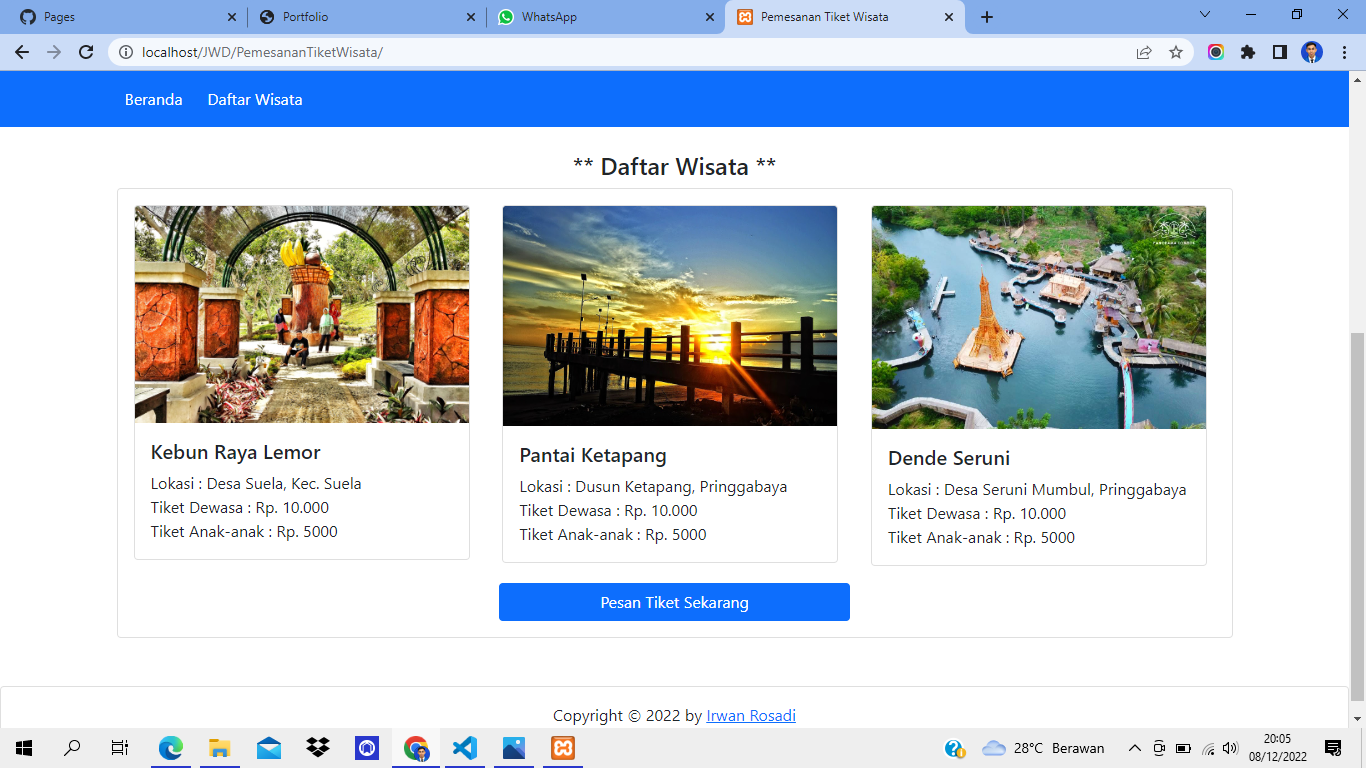 Pages
Portfolio
WhatsApp
Pemesanan Tiket Wisata
localhost/JWD/PemesananTiketWisata/
Beranda
Daftar Wisata
** Daftar Wisata **
Kebun Raya Lemor
Lokasi : Desa Suela, Kec. Suela
Tiket Dewasa : Rp. 10.000
Tiket Anak-anak : Rp. 5000
Pantai Ketapang
Lokasi : Dusun Ketapang, Pringgabaya
Tiket Dewasa : Rp. 10.000
Tiket Anak-anak : Rp. 5000
Dende Seruni
Lokasi : Desa Seruni Mumbul, Pringgabaya
Tiket Dewasa : Rp. 10.000
Tiket Anak-anak : Rp. 5000
Pesan Tiket Sekarang
Copyright © 2022 by Irwan Rosadi
28°C Berawan
20:05
08/12/2022